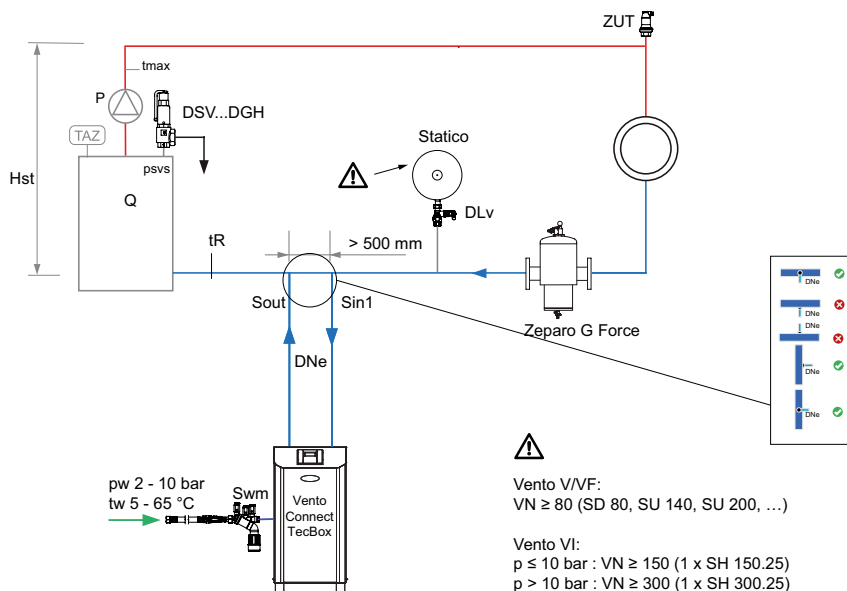 ZUT
tmax
P
DSV...DGH
TAZ
Statico
psvs
Hst
Q
DLv
tR
> 500 mm
Sout
Sin1
Zeparo G Force
DNe
DNe
DNe
DNe
DNe
DNe
pw 2 - 10 bar
tw 5 - 65 °C
Swm
Vento
Connect
TecBox
Vento V/VF:
VN ≥ 80 (SD 80, SU 140, SU 200, …)
Vento VI:
p ≤ 10 bar : VN ≥ 150 (1 x SH 150.25)
p > 10 bar : VN ≥ 300 (1 x SH 300.25)